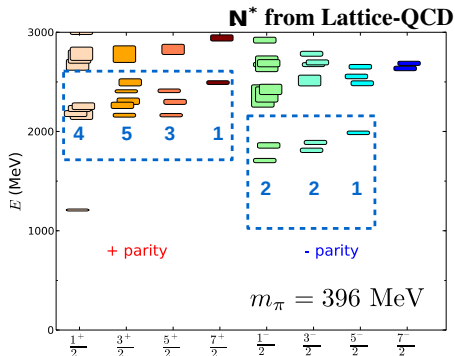 N* from Lattice-QCD
3000
2000
1000
0
E (MeV)
4 5 3 1
2 2 1
+ parity - parity
mπ = 396 MeV
1/2+ 3/2+ 5/2+ 7/2+ 1/2- 3/2- 5/2- 7/2-